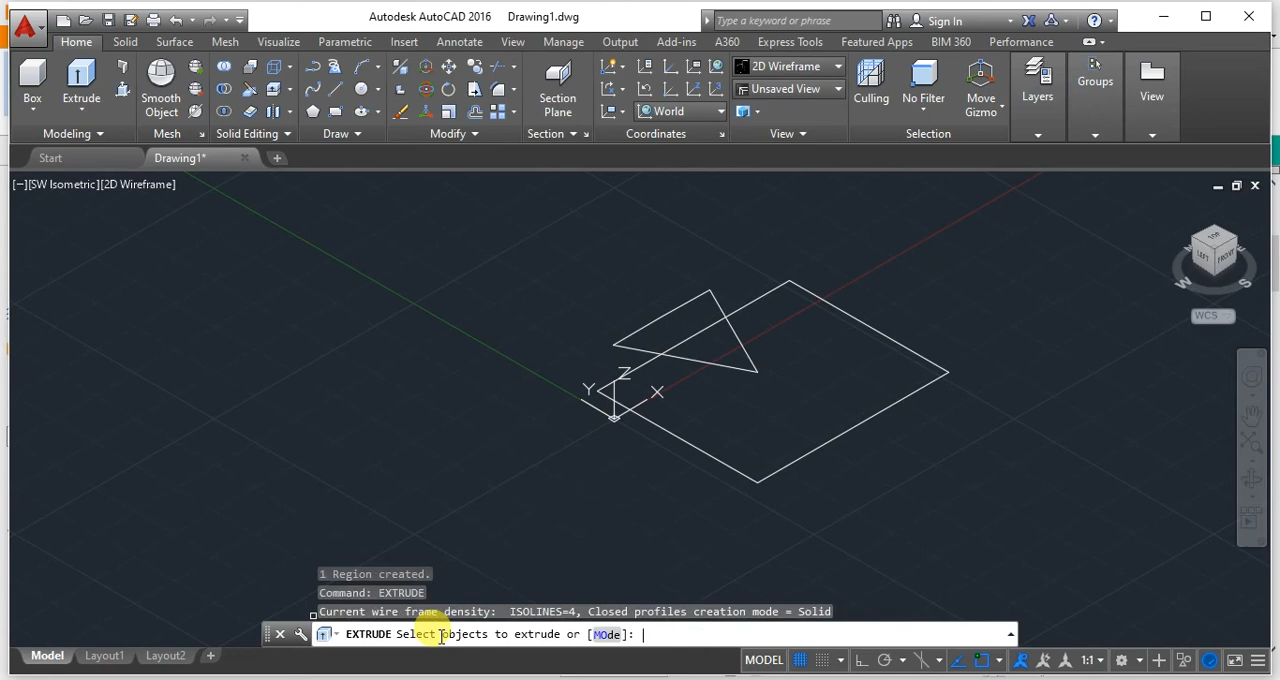 Autodesk AutoCAD 2016 Drawing1.dwg
Type a keyword or phrase
Sign In
Home Solid Surface Mesh Visualize Parametric Insert Annotate View Manage Output Add-ins A360 Express Tools Featured Apps BIM 360 Performance
Box
Extrude
Smooth
Object
Section
Plane
2D Wireframe
Unsaved View
World
Culling
No Filter
Move
Gizmo
Layers
Groups
View
Modeling Mesh Solid Editing Draw Modify Section Coordinates View Selection
Start Drawing1*
[−][SW Isometric][2D Wireframe]
TOP
LEFT
FRONT
W S
WCS
Z
Y X
1 Region created.
Command: EXTRUDE
Current wire frame density: ISOLINES=4, Closed profiles creation mode = Solid
EXTRUDE Select objects to extrude or [MOde]:
Model Layout1 Layout2 MODEL 1:1